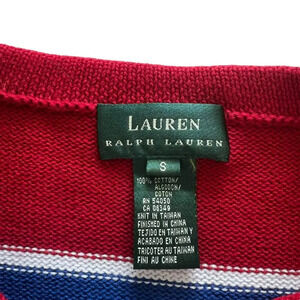 LAUREN
RALPH LAUREN
S
100% COTTON/
ALGODON/
COTON
RN 54050
CA 08349
KNIT IN TAIWAN
FINISHED IN CHINA
TEJIDO EN TAIWAN Y
ACABADO EN CHINA
TRICOTER AU TAIWAN
FINI AU CHINE